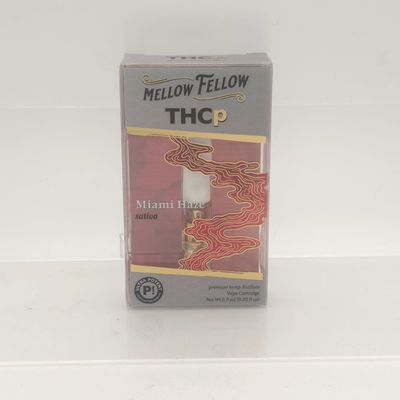 MELLOW FELLOW
THCp
Miami Haze
sativa
P!
premium hemp distillate
Vape Cartridge